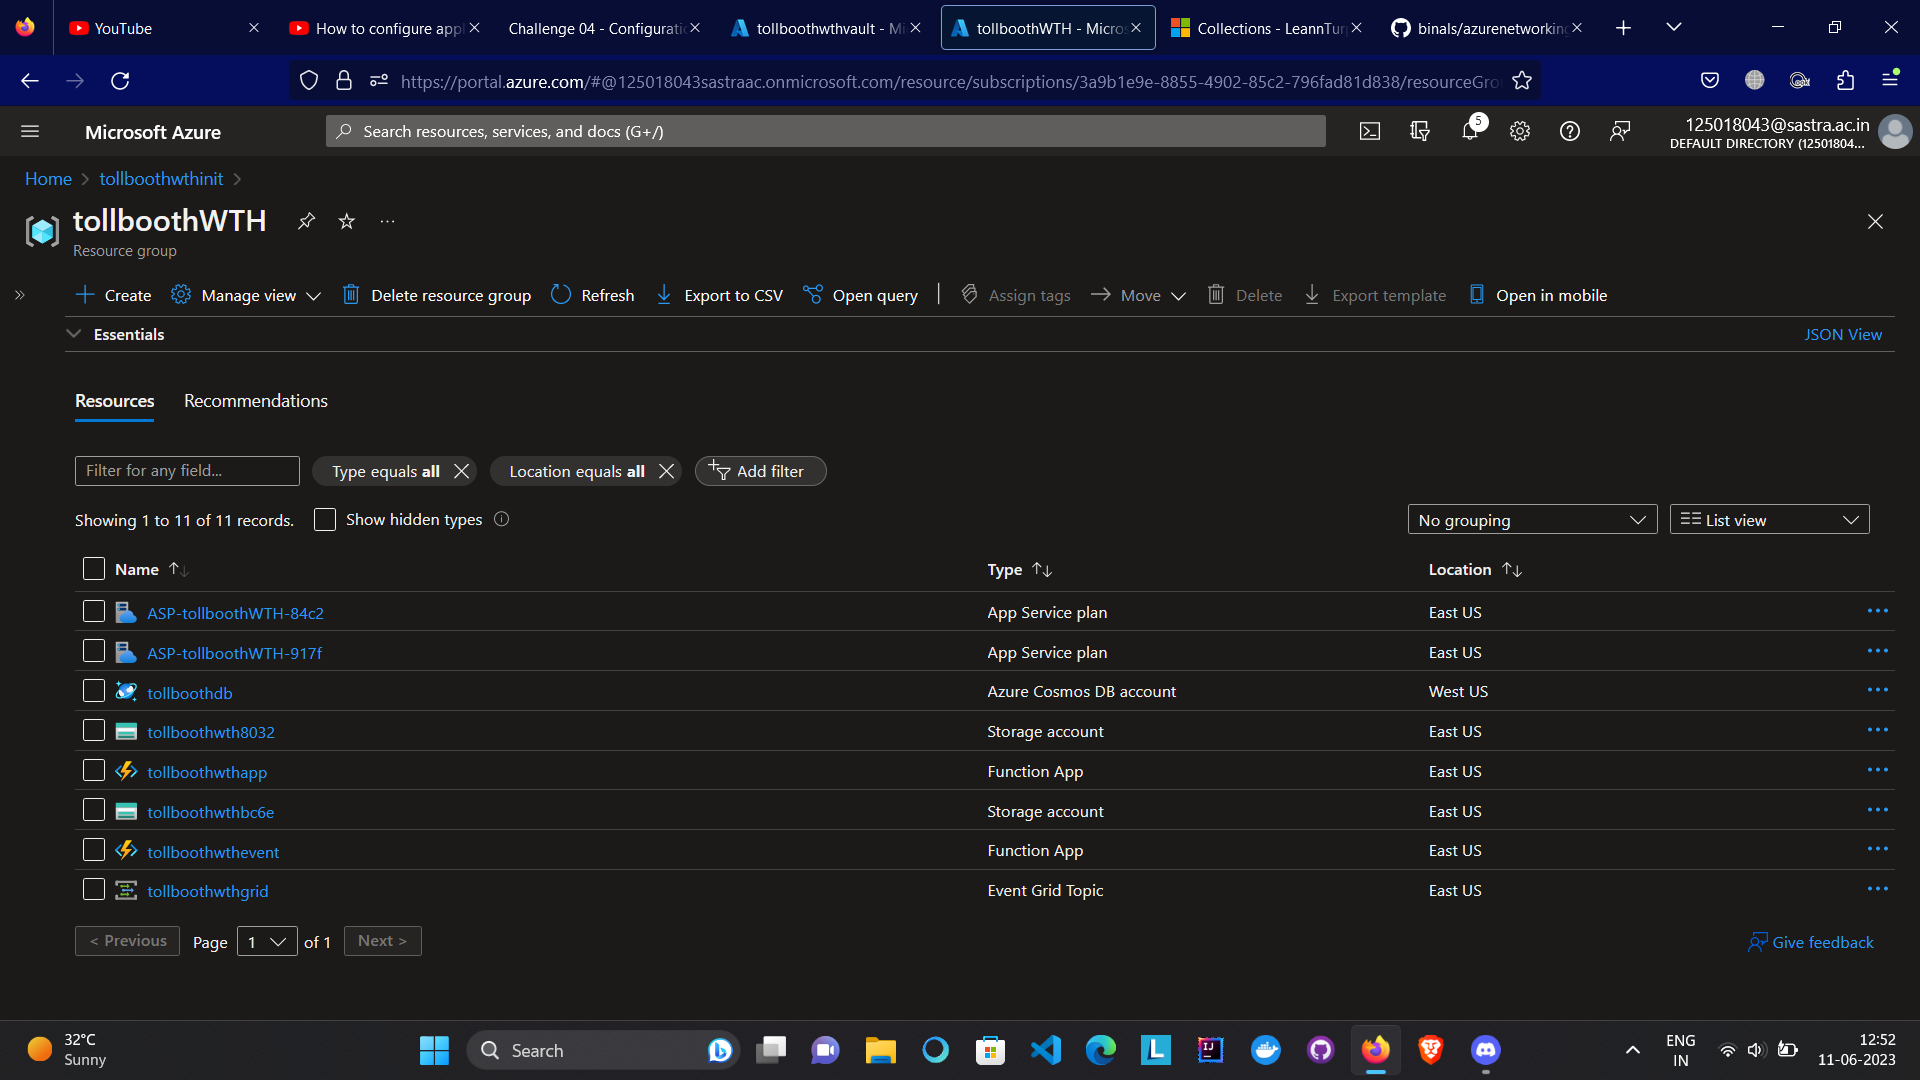 YouTube
How to configure appl
Challenge 04 - Configuratio
tollboothwthvault - Mi
tollboothWTH - Micros
Collections - LeannTurp
binals/azurenetworking
https://portal.azure.com/#@125018043sastraac.onmicrosoft.com/resource/subscriptions/3a9b1e9e-8855-4902-85c2-796fad81d838/resourceGro
Microsoft Azure
Search resources, services, and docs (G+/)
5
125018043@sastra.ac.in
DEFAULT DIRECTORY (12501804...
Home > tollboothwthinit >
tollboothWTH
Resource group
Create
Manage view
Delete resource group
Refresh
Export to CSV
Open query
Assign tags
Move
Delete
Export template
Open in mobile
Essentials
JSON View
Resources
Recommendations
Filter for any field...
Type equals all
Location equals all
Add filter
Showing 1 to 11 of 11 records.
Show hidden types
No grouping
List view
Name
Type
Location
ASP-tollboothWTH-84c2 App Service plan East US
ASP-tollboothWTH-917f App Service plan East US
tollboothdb Azure Cosmos DB account West US
tollboothwth8032 Storage account East US
tollboothwthapp Function App East US
tollboothwthbc6e Storage account East US
tollboothwthevent Function App East US
tollboothwthgrid Event Grid Topic East US
< Previous
Page 1 of 1
Next >
Give feedback
32°C
Sunny
Search
ENG
IN
12:52
11-06-2023